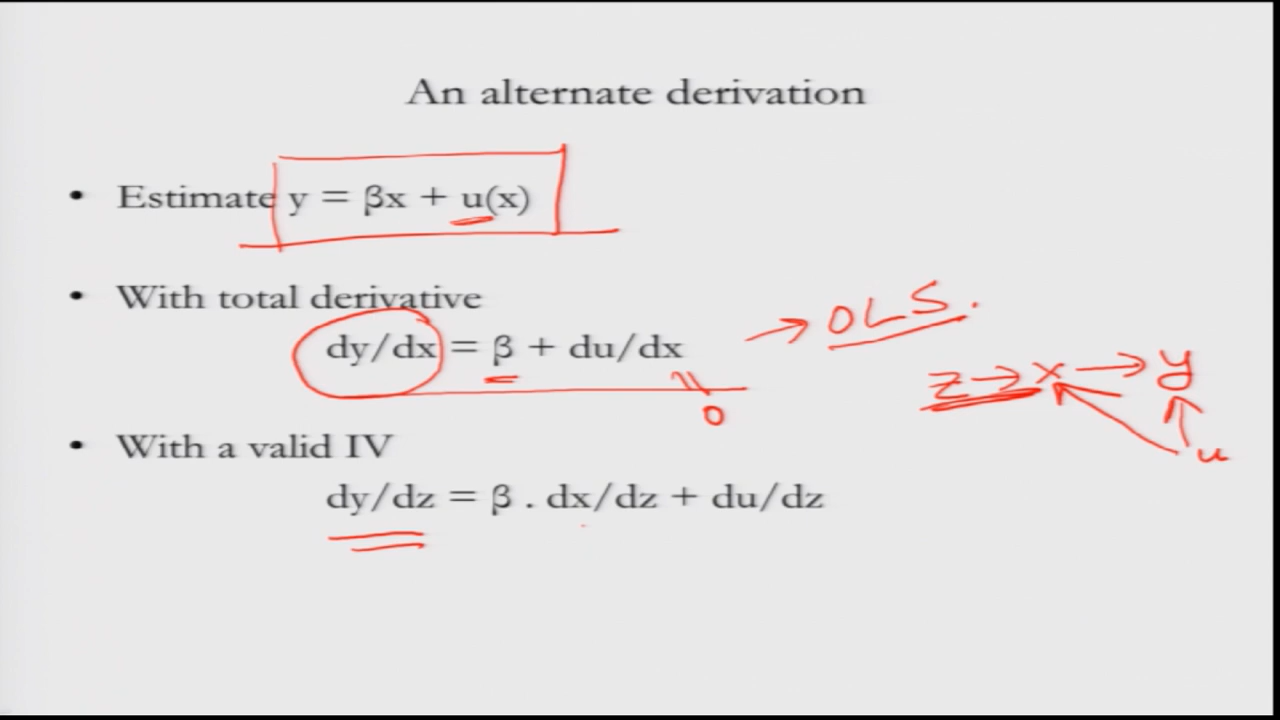 An alternate derivation
• Estimate y = βx + u(x)
• With total derivative
dy/dx = β + du/dx → OLS.
|| 0
z → x → y
u
• With a valid IV
dy/dz = β . dx/dz + du/dz